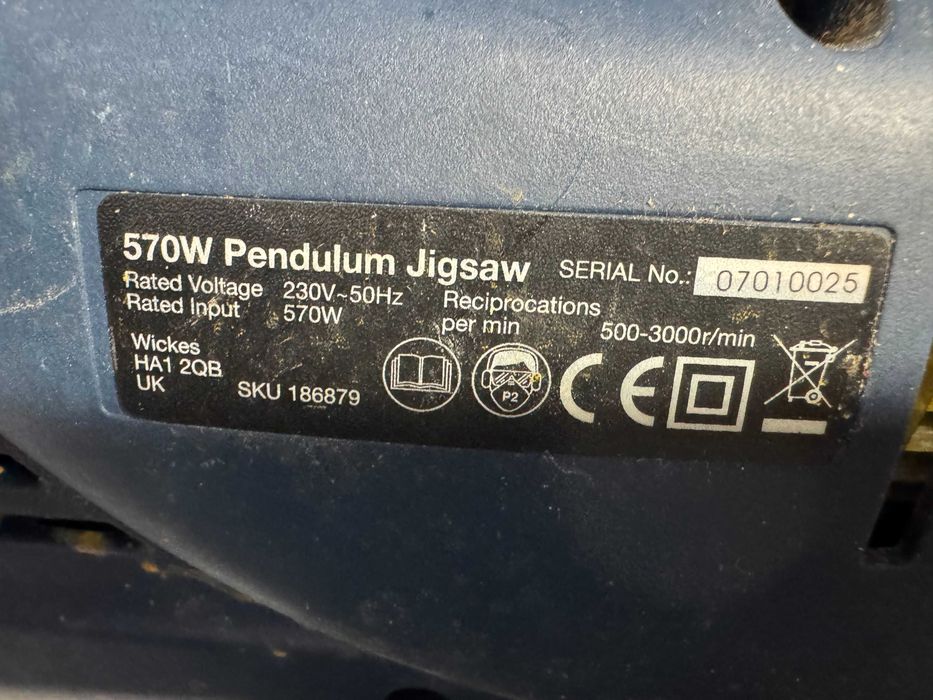 570W Pendulum Jigsaw SERIAL No.: 07010025
Rated Voltage 230V~50Hz Reciprocations
Rated Input 570W per min 500-3000r/min
Wickes
HA1 2QB
UK SKU 186879
P2
CE